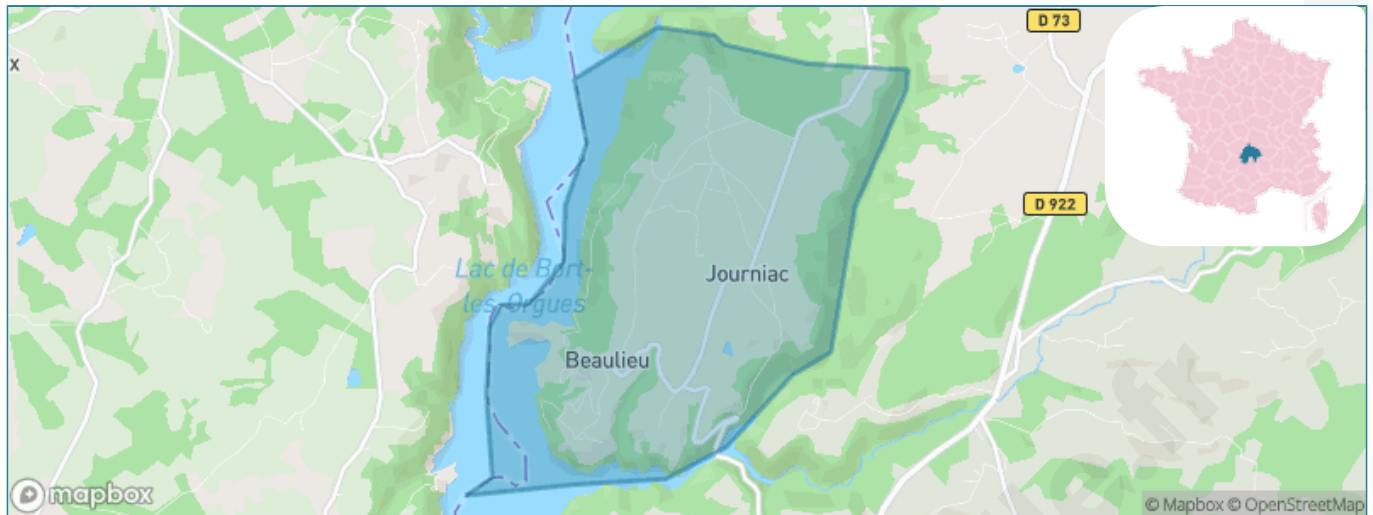 D 73
x
D 922
Lac de Bort-
les-Orgues
Journiac
Beaulieu
mapbox
© Mapbox © OpenStreetMap